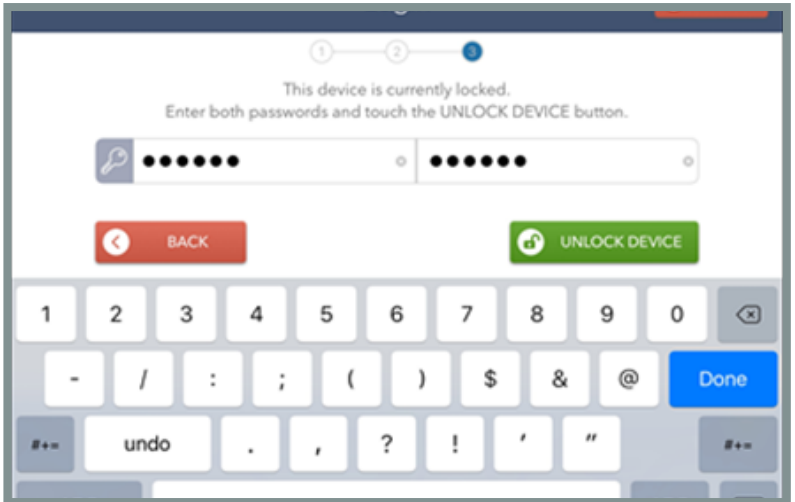 1 2 3
This device is currently locked.
Enter both passwords and touch the UNLOCK DEVICE button.
●●●●●● ●●●●●●
BACK UNLOCK DEVICE
1 2 3 4 5 6 7 8 9 0
- / : ; ( ) $ & @ Done
#+= undo . , ? ! ' " #+=